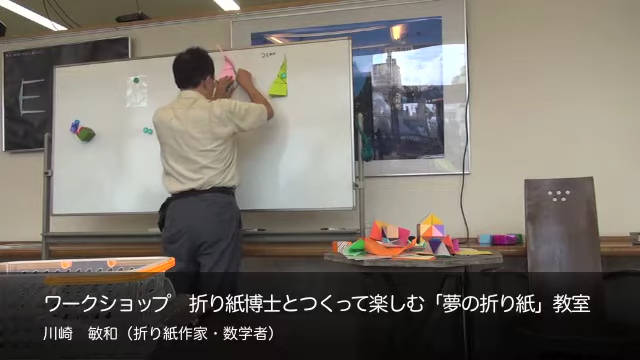 E
ワークショップ　折り紙博士とつくって楽しむ「夢の折り紙」教室
川崎　敏和（折り紙作家・数学者）